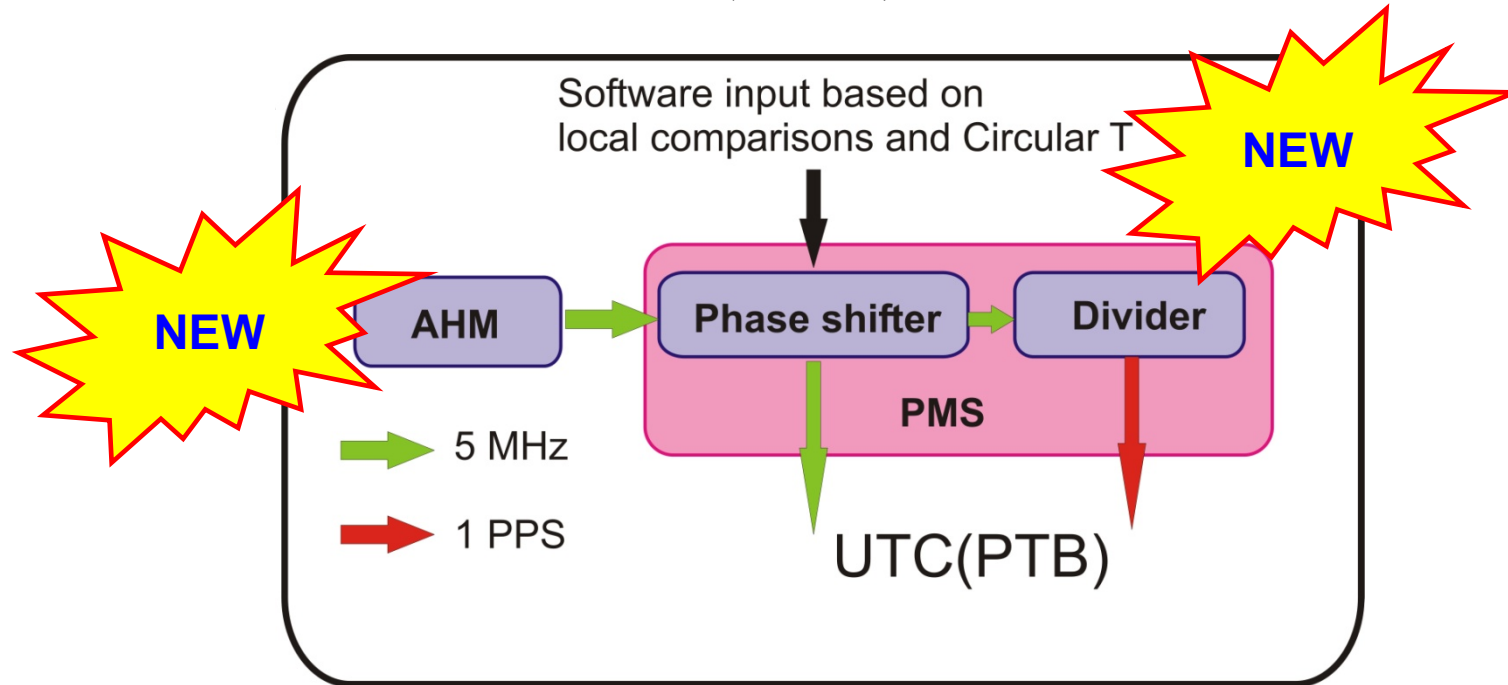 Software input based on
local comparisons and Circular T
NEW
NEW
AHM
Phase shifter
Divider
PMS
5 MHz
1 PPS
UTC(PTB)